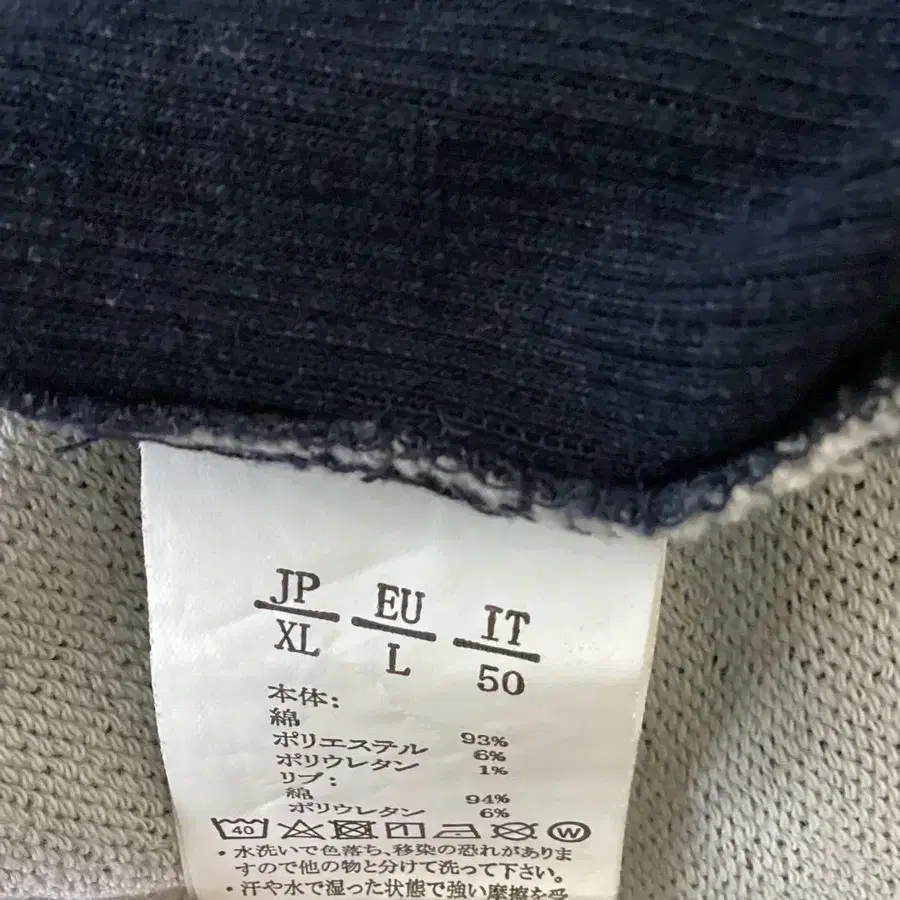 JP EU IT
XL L 50
本体:
綿 93%
ポリエステル 6%
ポリウレタン 1%
リブ:
綿 94%
ポリウレタン 6%
40 W
・水洗いで色落ち、移染の恐れがありま
すので他の物と分けて洗って下さい。
・汗や水で湿った状態で強い摩擦を受